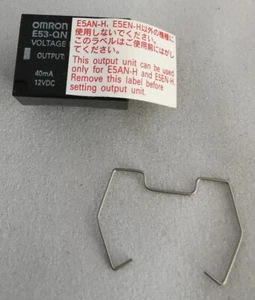 OMRON
E53-QN
VOLTAGE
OUTPUT:
40mA
12VDC
E5AN-H、E5EN-H以外の機種に
使用しないでください。
このラベルはご使用前にはがし
てください。
This output unit can be used
only for E5AN-H and E5EN-H.
Remove this label before
setting output unit.